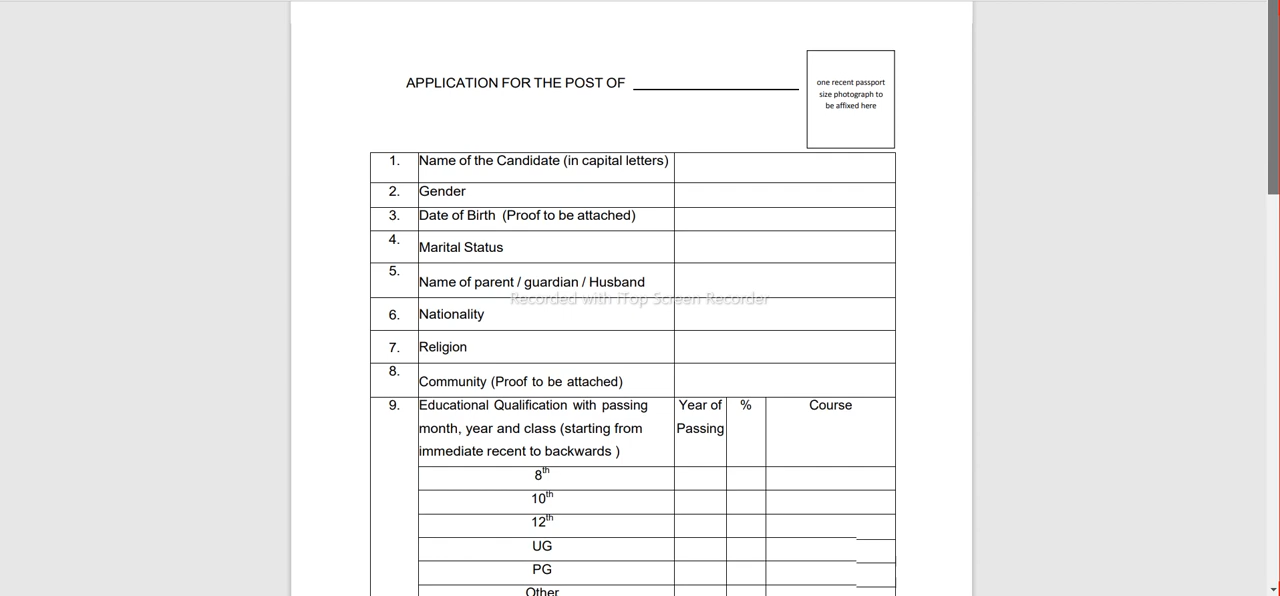 APPLICATION FOR THE POST OF
one recent passport
size photograph to
be affixed here
1. Name of the Candidate (in capital letters)
2. Gender
3. Date of Birth (Proof to be attached)
4. Marital Status
5. Name of parent / guardian / Husband
Recorded with iTop Screen Recorder
6. Nationality
7. Religion
8. Community (Proof to be attached)
9. Educational Qualification with passing Year of % Course
month, year and class (starting from Passing
immediate recent to backwards )
8th
10th
12th
UG
PG
Other